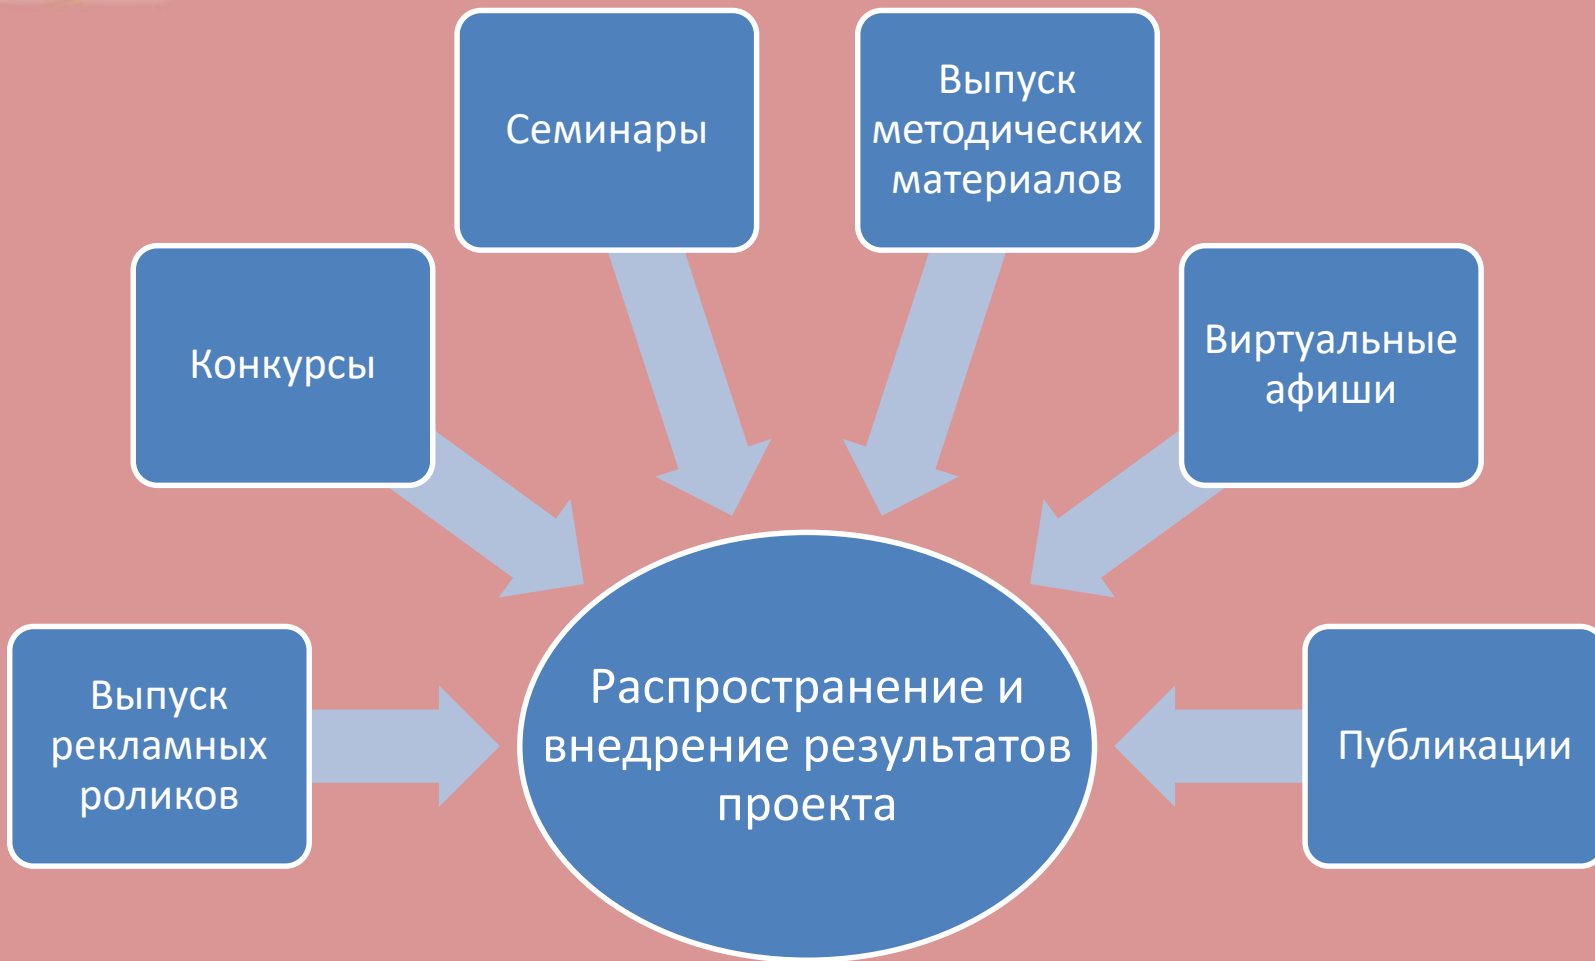 Семинары
Выпуск
методических
материалов
Конкурсы
Виртуальные
афиши
Выпуск
рекламных
роликов
Распространение и
внедрение результатов
проекта
Публикации